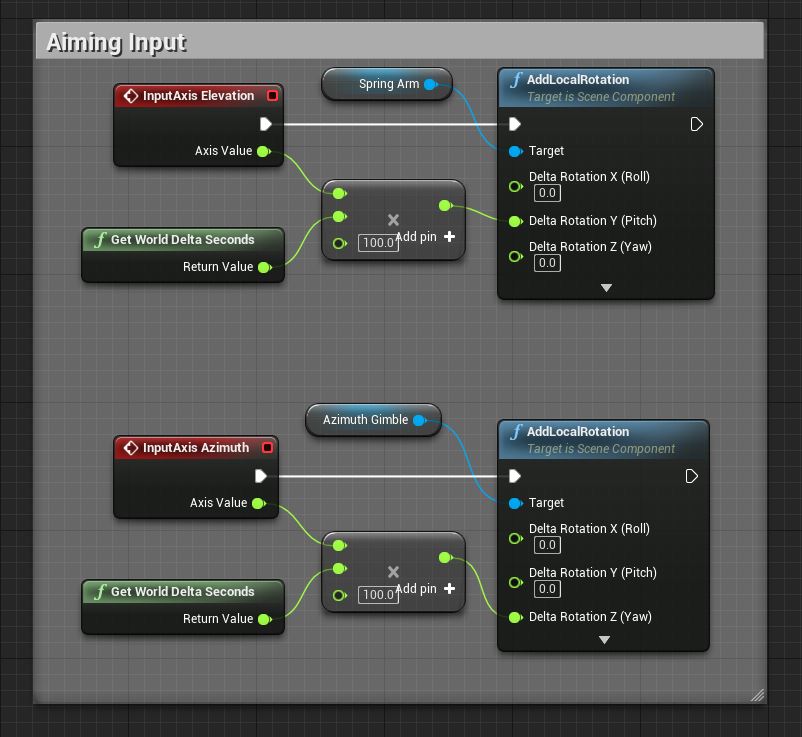 Aiming Input
InputAxis Elevation
Axis Value
Get World Delta Seconds
Return Value
Spring Arm
100.0
Add pin
AddLocalRotation
Target is Scene Component
Target
Delta Rotation X (Roll)
0.0
Delta Rotation Y (Pitch)
Delta Rotation Z (Yaw)
0.0
InputAxis Azimuth
Axis Value
Get World Delta Seconds
Return Value
Azimuth Gimble
100.0
Add pin
AddLocalRotation
Target is Scene Component
Target
Delta Rotation X (Roll)
0.0
Delta Rotation Y (Pitch)
0.0
Delta Rotation Z (Yaw)